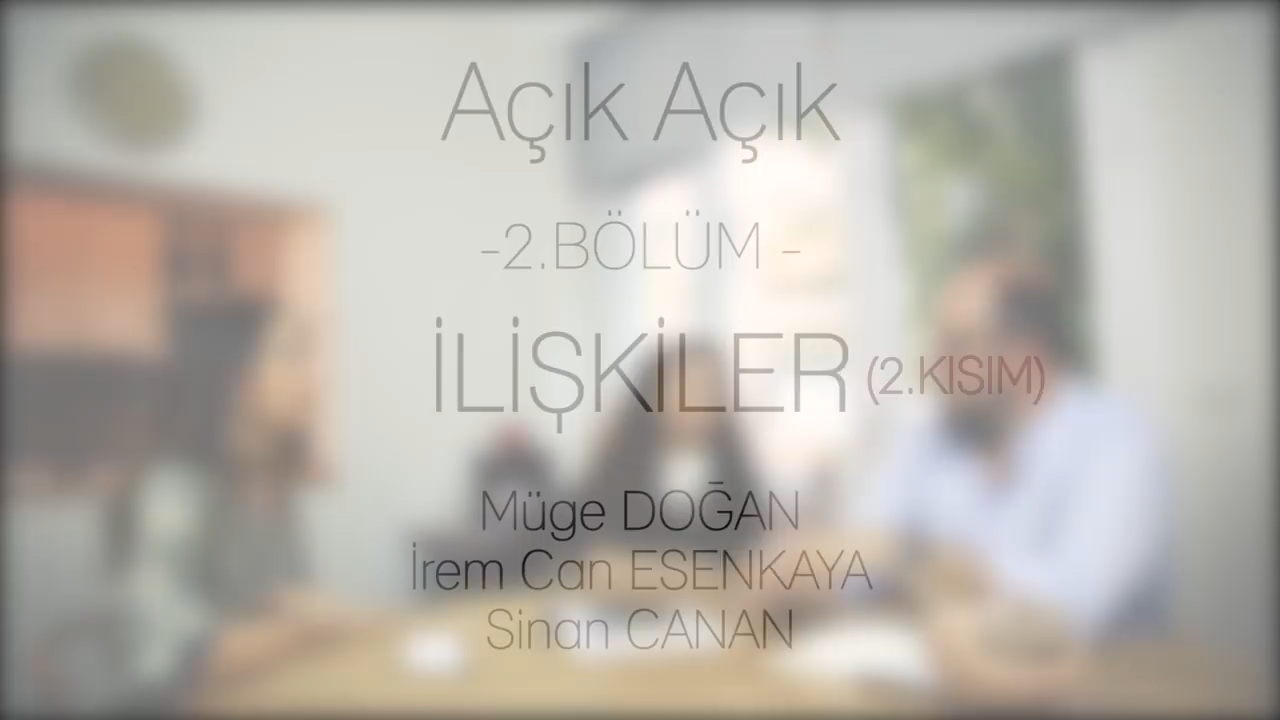 Açık Açık
-2.BÖLÜM -
İLİŞKİLER (2.KISIM)
Müge DOĞAN
İrem Can ESENKAYA
Sinan CANAN